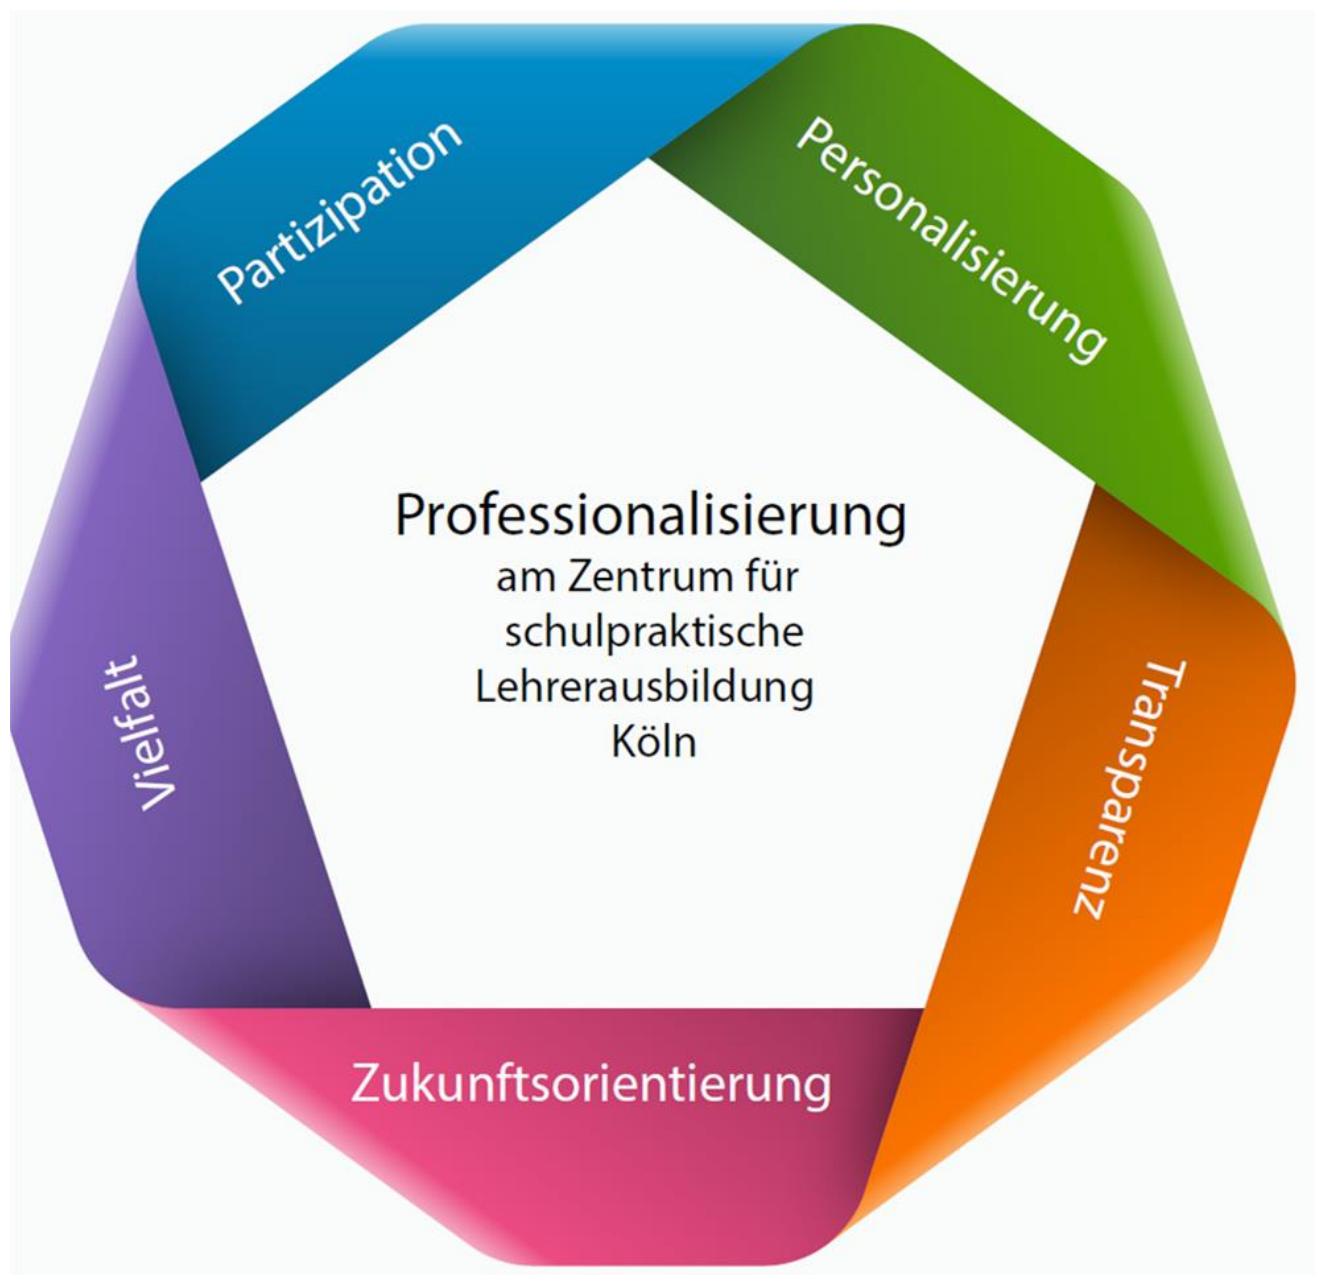 Partizipation
Personalisierung
Professionalisierung
am Zentrum für
schulpraktische
Lehrerausbildung
Köln
Vielfalt
Transparenz
Zukunftsorientierung